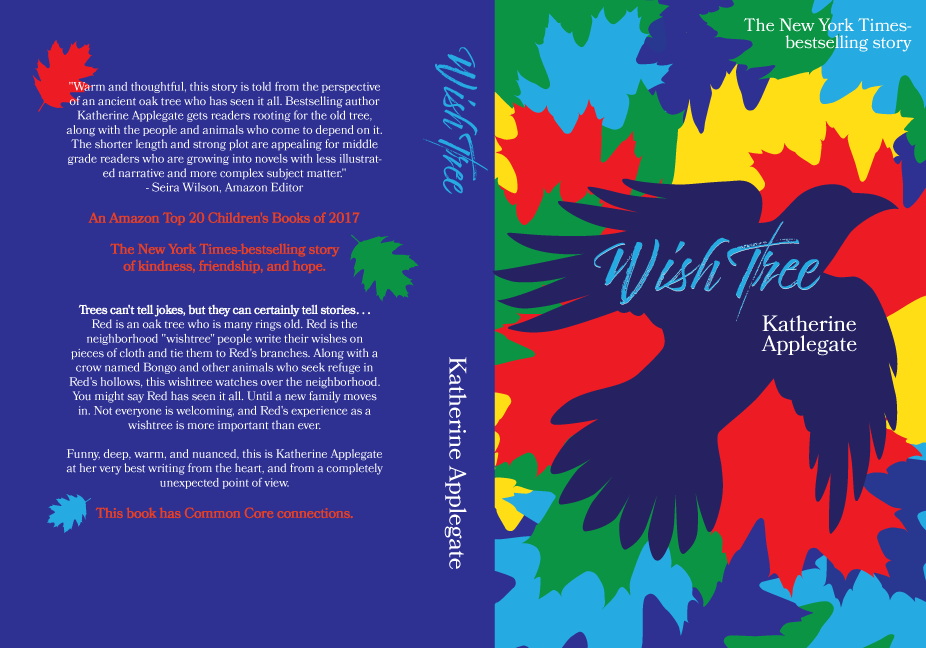 "Warm and thoughtful, this story is told from the perspective
of an ancient oak tree who has seen it all. Bestselling author
Katherine Applegate gets readers rooting for the old tree,
along with the people and animals who come to depend on it.
The shorter length and strong plot are appealing for middle
grade readers who are growing into novels with less illustrat-
ed narrative and more complex subject matter."
- Seira Wilson, Amazon Editor
An Amazon Top 20 Children's Books of 2017
The New York Times-bestselling story
of kindness, friendship, and hope.
Trees can't tell jokes, but they can certainly tell stories. . .
Red is an oak tree who is many rings old. Red is the
neighborhood "wishtree" people write their wishes on
pieces of cloth and tie them to Red's branches. Along with a
crow named Bongo and other animals who seek refuge in
Red's hollows, this wishtree watches over the neighborhood.
You might say Red has seen it all. Until a new family moves
in. Not everyone is welcoming, and Red's experience as a
wishtree is more important than ever.
Funny, deep, warm, and nuanced, this is Katherine Applegate
at her very best writing from the heart, and from a completely
unexpected point of view.
This book has Common Core connections.
Wish Tree
Katherine Applegate
The New York Times-
bestselling story
Wish Tree
Katherine
Applegate